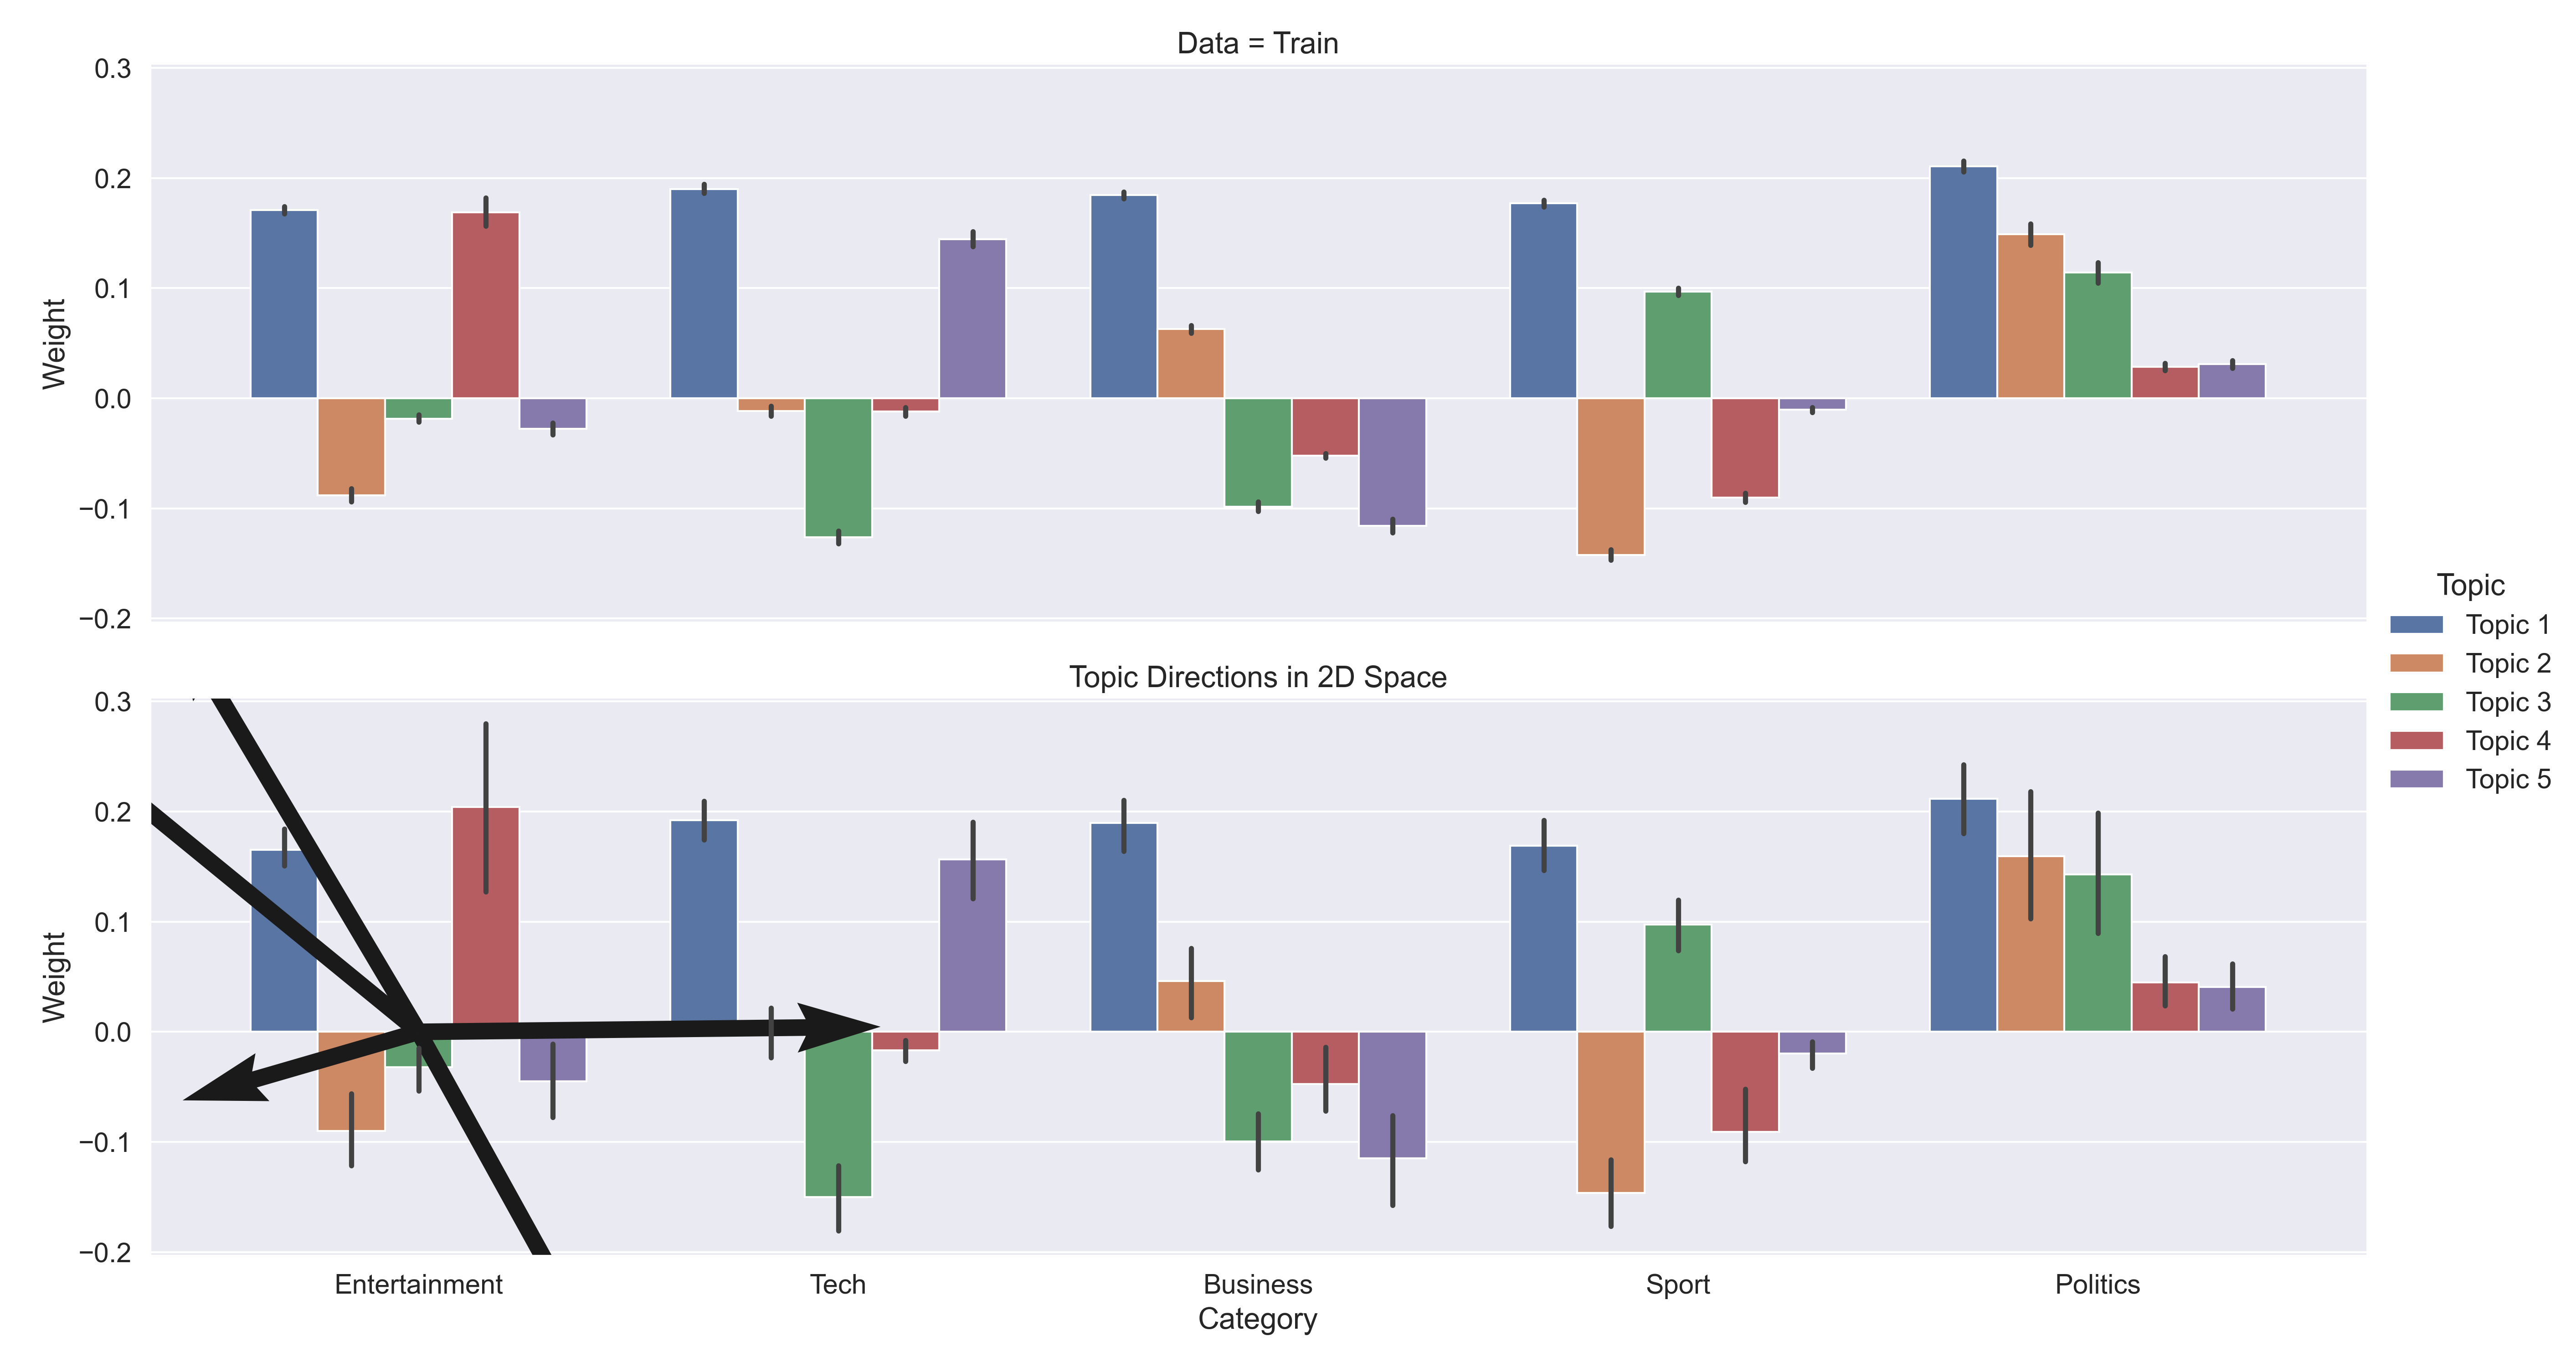 Data = Train
0.3
0.2
0.1
0.0
−0.1
−0.2
Weight
Topic Directions in 2D Space
0.3
0.2
0.1
0.0
−0.1
−0.2
Weight
Entertainment
Tech
Business
Sport
Politics
Category
Topic
Topic 1
Topic 2
Topic 3
Topic 4
Topic 5